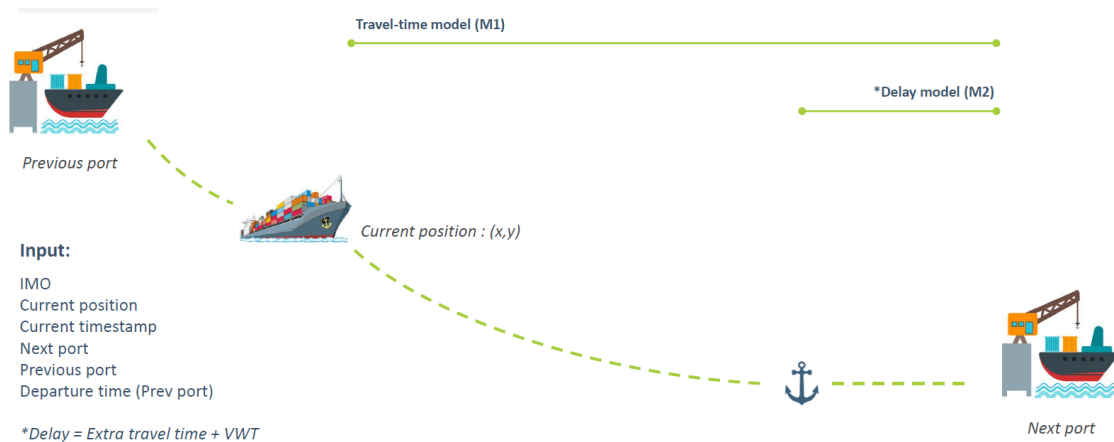 Travel-time model (M1)
*Delay model (M2)
Previous port
Current position : (x,y)
Input:
IMO
Current position
Current timestamp
Next port
Previous port
Departure time (Prev port)
*Delay = Extra travel time + VWT
Next port